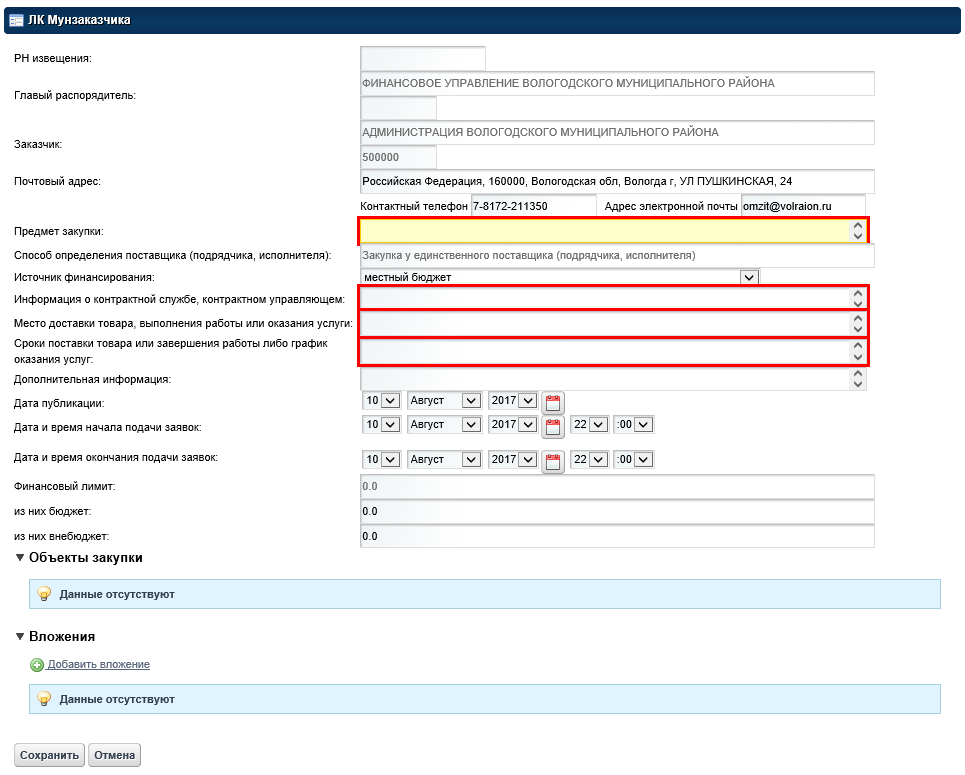 ЛК Мунзаказчика
РН извещения:
ФИНАНСОВОЕ УПРАВЛЕНИЕ ВОЛОГОДСКОГО МУНИЦИПАЛЬНОГО РАЙОНА
Главый распорядитель:
АДМИНИСТРАЦИЯ ВОЛОГОДСКОГО МУНИЦИПАЛЬНОГО РАЙОНА
Заказчик:
500000
Почтовый адрес: Российская Федерация, 160000, Вологодская обл, Вологда г, УЛ ПУШКИНСКАЯ, 24
Контактный телефон 7-8172-211350 Адрес электронной почты omzit@volraion.ru
Предмет закупки:
Способ определения поставщика (подрядчика, исполнителя): Закупка у единственного поставщика (подрядчика, исполнителя)
Источник финансирования: местный бюджет
Информация о контрактной службе, контрактном управляющем:
Место доставки товара, выполнения работы или оказания услуги:
Сроки поставки товара или завершения работы либо график
оказания услуг:
Дополнительная информация:
Дата публикации: 10 Август 2017
Дата и время начала подачи заявок: 10 Август 2017 22 :00
Дата и время окончания подачи заявок: 10 Август 2017 22 :00
Финансовый лимит: 0.0
из них бюджет: 0.0
из них внебюджет: 0.0
Объекты закупки
Данные отсутствуют
Вложения
Добавить вложение
Данные отсутствуют
Сохранить Отмена